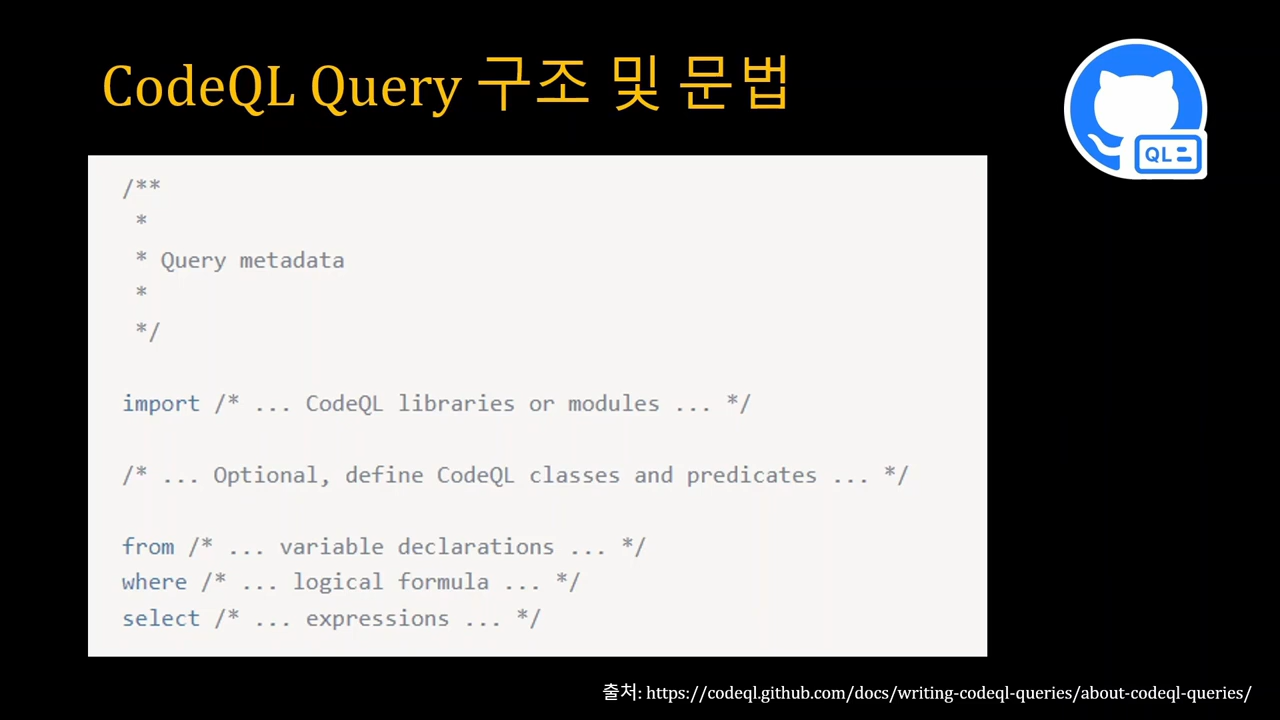 CodeQL Query 구조 및 문법
QL
/**
*
* Query metadata
*
*/
import /* ... CodeQL libraries or modules ... */
/* ... Optional, define CodeQL classes and predicates ... */
from /* ... variable declarations ... */
where /* ... logical formula ... */
select /* ... expressions ... */
출처: https://codeql.github.com/docs/writing-codeql-queries/about-codeql-queries/